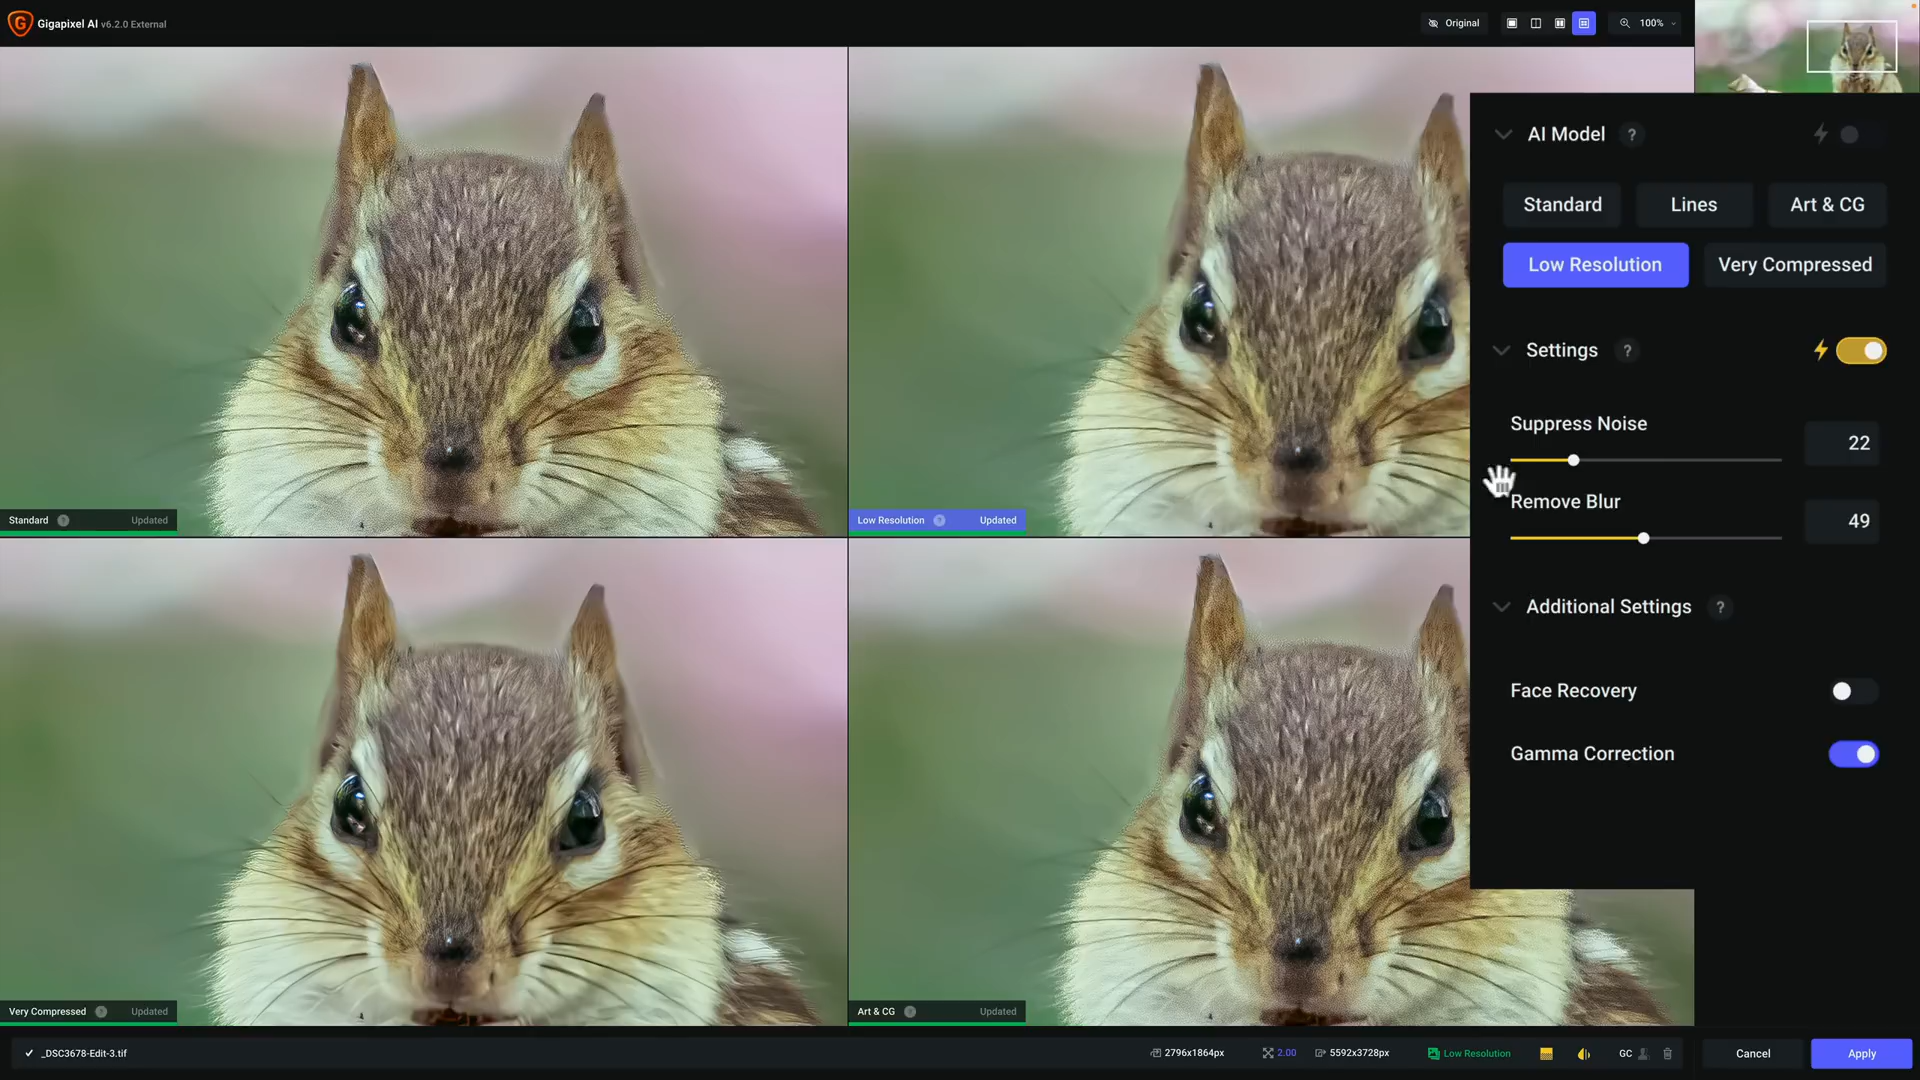 Gigapixel AI v6.2.0 External
Original
100%
AI Model ?
Standard
Lines
Art & CG
Low Resolution
Very Compressed
Settings ?
Suppress Noise
22
Remove Blur
49
Additional Settings ?
Face Recovery
Gamma Correction
Standard ? Updated
Low Resolution ? Updated
Very Compressed ? Updated
Art & CG ? Updated
_DSC3678-Edit-3.tif
2796x1864px
2.00
5592x3728px
Low Resolution
GC
Cancel
Apply